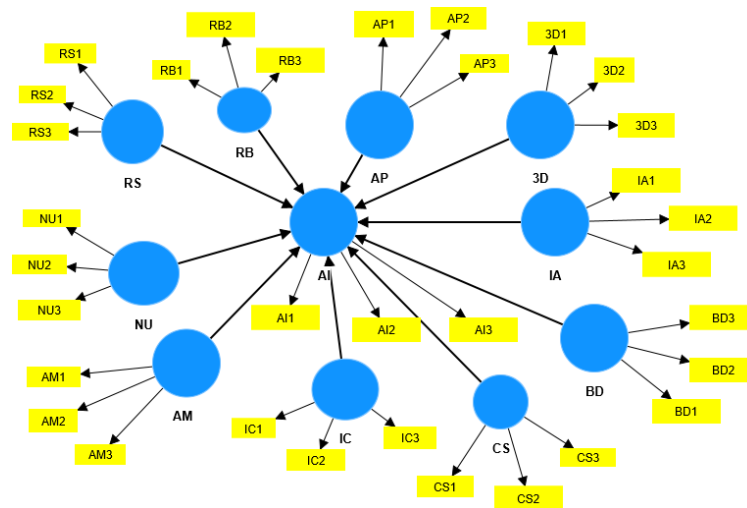 RS1
RS2
RS3
RS
RB2
RB1
RB3
RB
AP1
AP2
AP3
AP
3D1
3D2
3D3
3D
NU1
NU2
NU3
NU
AI
AI1
AI2
AI3
IA1
IA2
IA3
IA
AM1
AM2
AM3
AM
IC1
IC2
IC3
IC
CS1
CS2
CS3
CS
BD3
BD2
BD1
BD